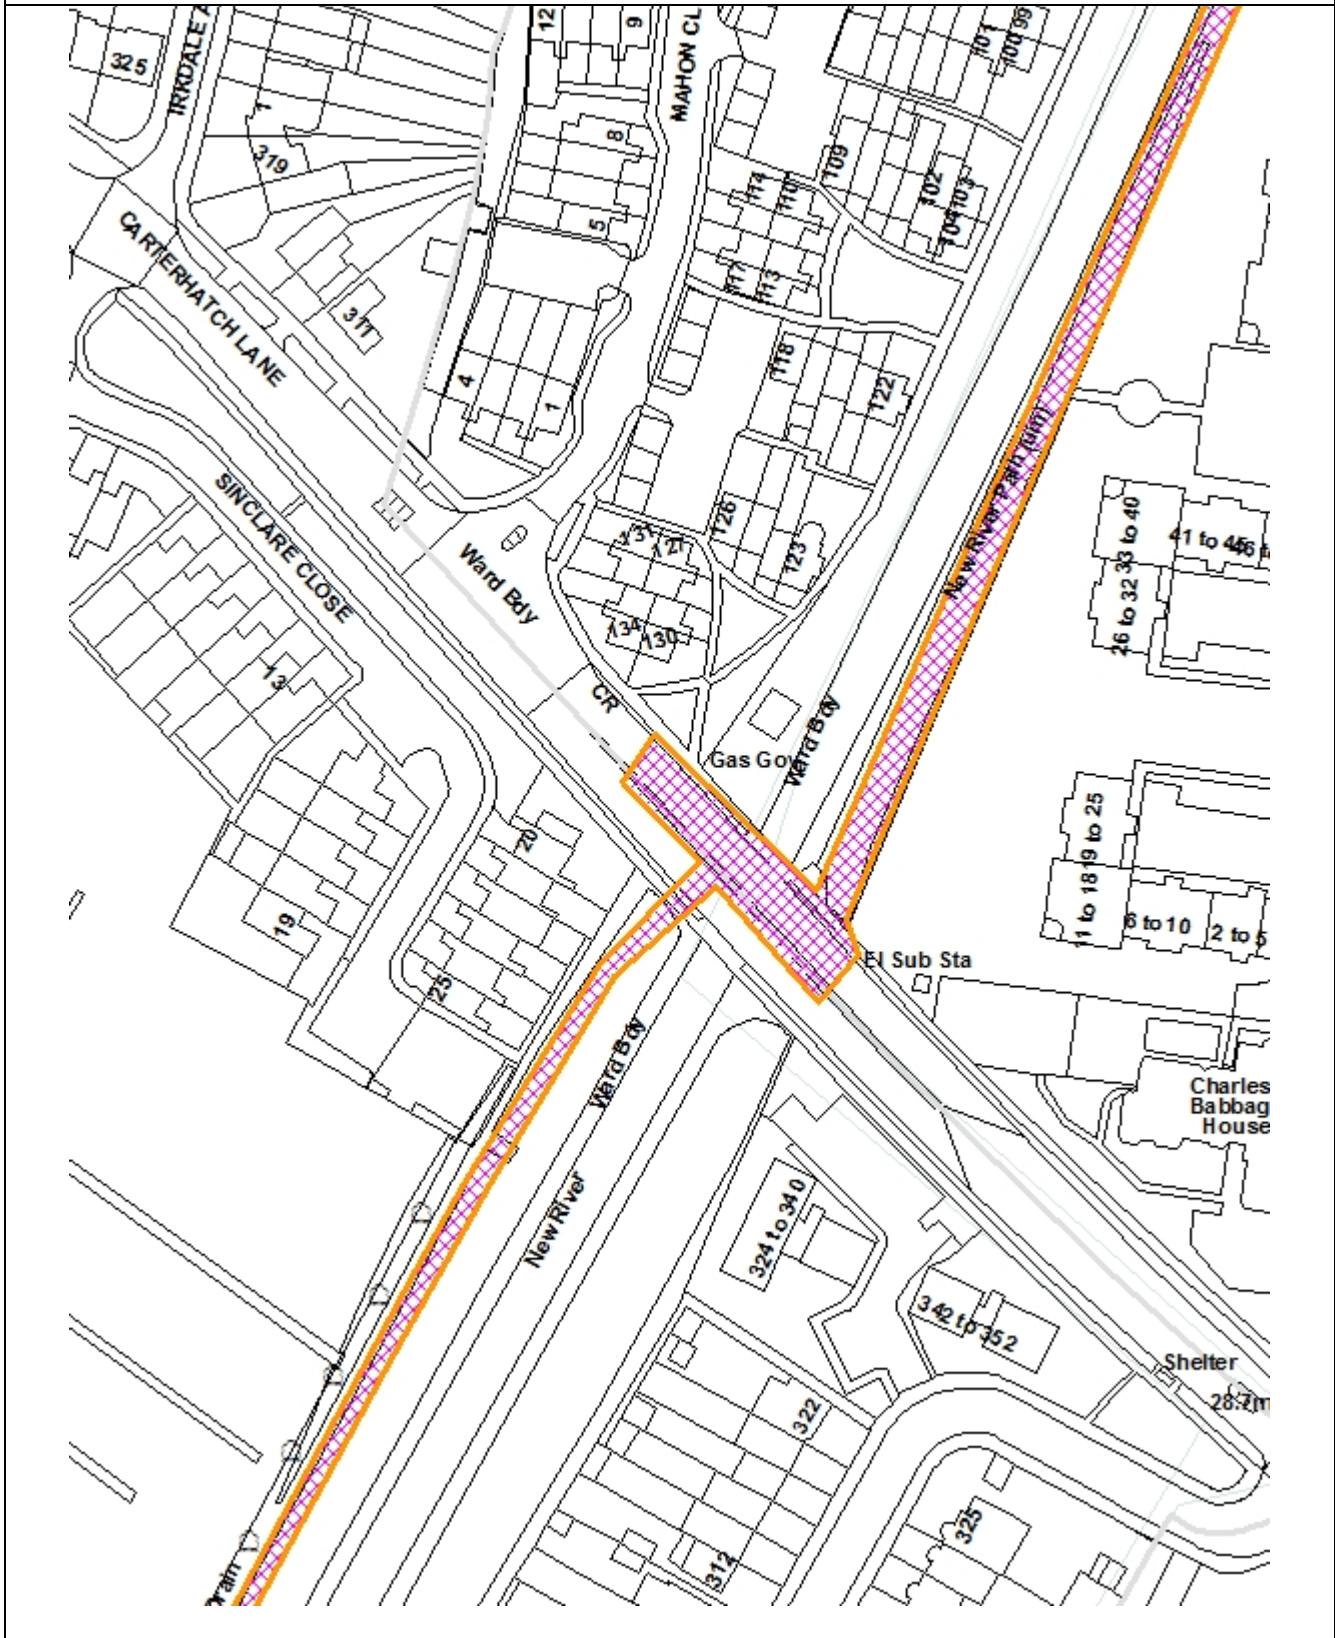 12
9
MAHON CL
101
100
99
325
IRKDALE A
1
319
8
5
109
102
103
104
114
110
117
113
CARTERHATCH LANE
311
4
1
118
122
New River Path (um)
SINCLARE CLOSE
Ward Bdy
131
127
126
123
134
130
33 to 40
41 to 45
26 to 32
13
CR
Gas Gov
Ward Bdy
19 to 25
11 to 18
6 to 10
2 to 5
20
19
25
El Sub Sta
Ward Bdy
Charles
Babbag
House
New River
324 to 340
342 to 352
Shelter
28.7m
322
325
312
Drain